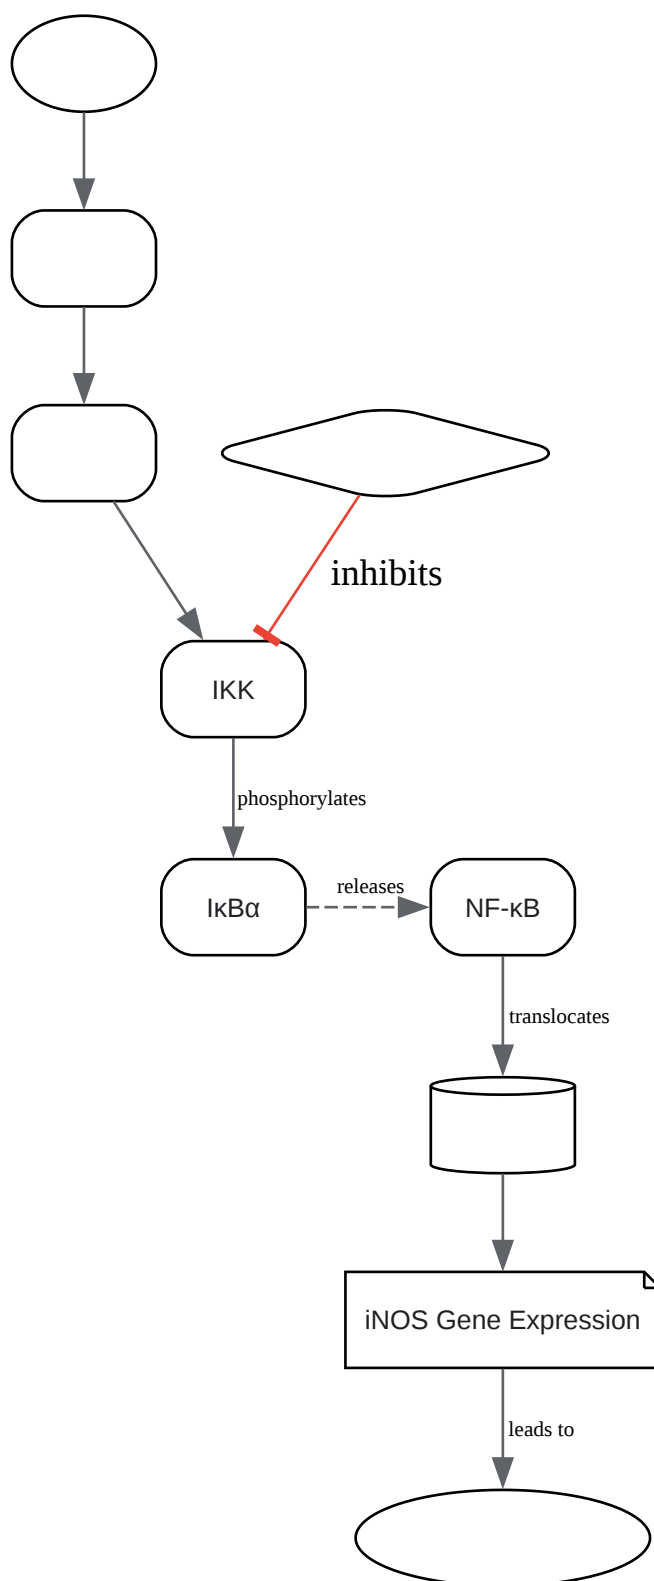 inhibits
IKK
phosphorylates
IκBα
releases
NF-κB
translocates
iNOS Gene Expression
leads to